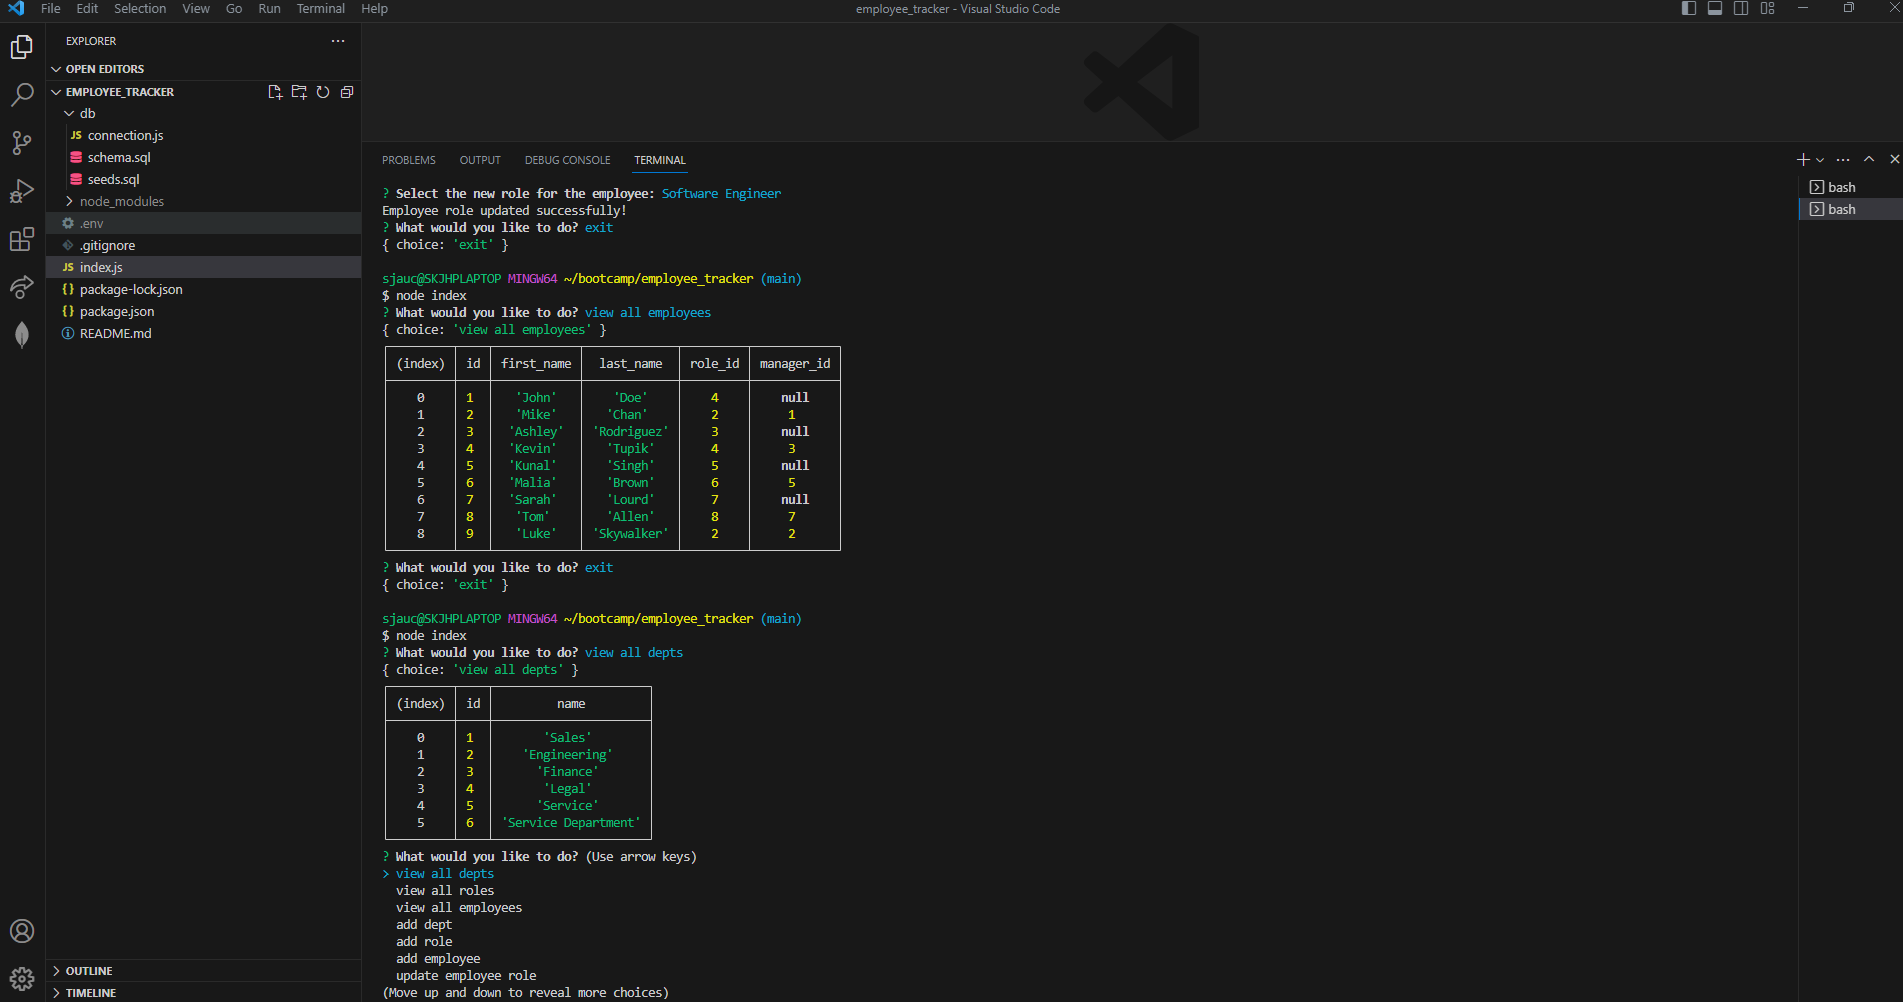 File Edit Selection View Go Run Terminal Help
employee_tracker - Visual Studio Code
EXPLORER
OPEN EDITORS
EMPLOYEE_TRACKER
db
JS connection.js
schema.sql
seeds.sql
node_modules
.env
.gitignore
JS index.js
{} package-lock.json
{} package.json
README.md
OUTLINE
TIMELINE
PROBLEMS OUTPUT DEBUG CONSOLE TERMINAL
? Select the new role for the employee: Software Engineer
Employee role updated successfully!
? What would you like to do? exit
{ choice: 'exit' }
sjauc@SKJHPLAPTOP MINGW64 ~/bootcamp/employee_tracker (main)
$ node index
? What would you like to do? view all employees
{ choice: 'view all employees' }
(index) id first_name last_name role_id manager_id
0 1 'John' 'Doe' 4 null
1 2 'Mike' 'Chan' 2 1
2 3 'Ashley' 'Rodriguez' 3 null
3 4 'Kevin' 'Tupik' 4 3
4 5 'Kunal' 'Singh' 5 null
5 6 'Malia' 'Brown' 6 5
6 7 'Sarah' 'Lourd' 7 null
7 8 'Tom' 'Allen' 8 7
8 9 'Luke' 'Skywalker' 2 2
? What would you like to do? exit
{ choice: 'exit' }
sjauc@SKJHPLAPTOP MINGW64 ~/bootcamp/employee_tracker (main)
$ node index
? What would you like to do? view all depts
{ choice: 'view all depts' }
(index) id name
0 1 'Sales'
1 2 'Engineering'
2 3 'Finance'
3 4 'Legal'
4 5 'Service'
5 6 'Service Department'
? What would you like to do? (Use arrow keys)
> view all depts
view all roles
view all employees
add dept
add role
add employee
update employee role
(Move up and down to reveal more choices)
bash
bash